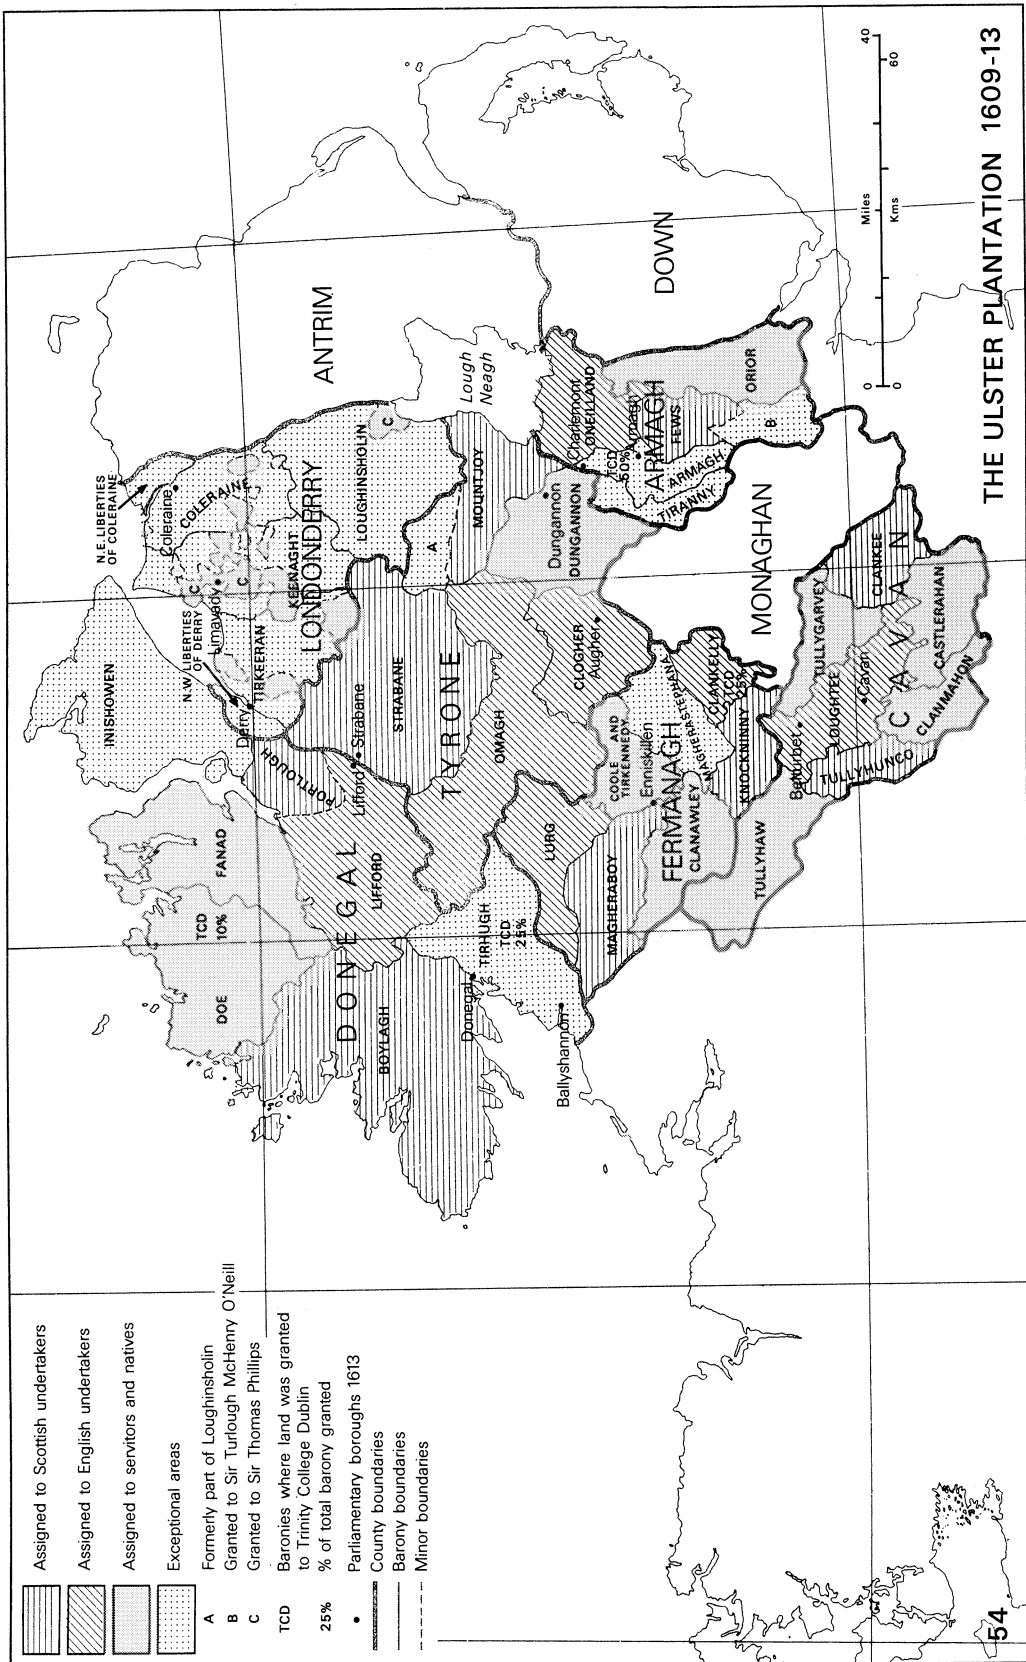 THE ULSTER PLANTATION 1609-13
Assigned to Scottish undertakers
Assigned to English undertakers
Assigned to servitors and natives
Exceptional areas
A Formerly part of Loughinsholin
B Granted to Sir Turlough McHenry O'Neill
C Granted to Sir Thomas Phillips
TCD Baronies where land was granted
to Trinity College Dublin
25% % of total barony granted
• Parliamentary boroughs 1613
County boundaries
Barony boundaries
Minor boundaries
INISHOWEN
N.E. LIBERTIES
OF COLERAINE
Coleraine
COLERAINE
N.W. LIBERTIES
OF DERRY
Limavady
C
C
C
KEENAGHT
LONDONDERRY
TIRKEERAN
Derry
LOUGHINSHOLIN
ANTRIM
Lough
Neagh
FANAD
TCD
10%
DOE
PORTLOUGH
Lifford
Strabane
STRABANE
A
MOUNTJOY
DONEGAL
LIFFORD
BOYLAGH
TYRONE
OMAGH
Dungannon
DUNGANNON
Charlemont
ONEILLAND
TCD
50%
Armagh
ARMAGH
FEWS
ARMAGH
TIRANNY
ORIOR
B
DOWN
CLOGHER
Augher
Donegal
TIRHUGH
TCD
25%
Ballyshannon
LURG
MAGHERABOY
COOLE AND
TIRKENNEDY
Enniskillen
FERMANAGH
MAGHERASTEPHANA
CLANKELLY
TCD
25%
CLANAWLEY
KNOCKNINNY
MONAGHAN
TULLYHAW
Belturbet
LOUGHTEE
TULLYGARVEY
Cavan
CAVAN
CLANKEE
TULLYHUNCO
CLANMAHON
CASTLERAHAN
0 40
Miles
Kms
0 60
54